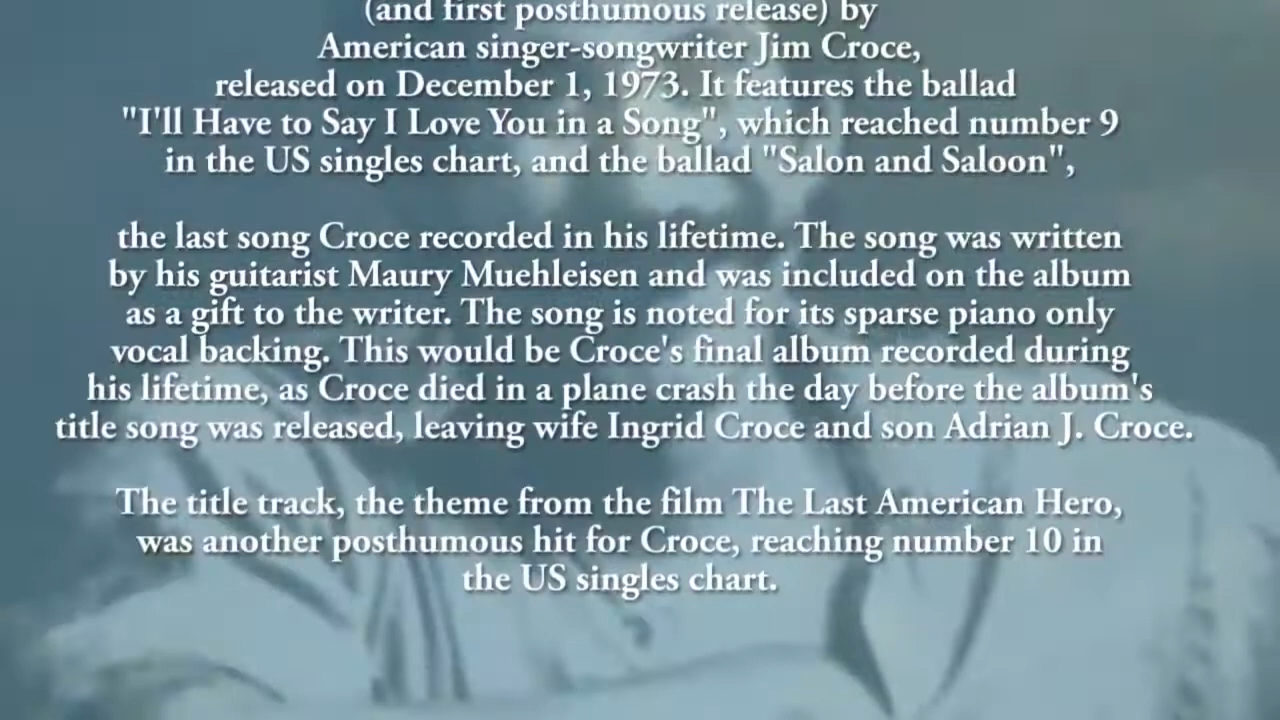 (and first posthumous release) by
American singer-songwriter Jim Croce,
released on December 1, 1973. It features the ballad
"I'll Have to Say I Love You in a Song", which reached number 9
in the US singles chart, and the ballad "Salon and Saloon",
the last song Croce recorded in his lifetime. The song was written
by his guitarist Maury Muehleisen and was included on the album
as a gift to the writer. The song is noted for its sparse piano only
vocal backing. This would be Croce's final album recorded during
his lifetime, as Croce died in a plane crash the day before the album's
title song was released, leaving wife Ingrid Croce and son Adrian J. Croce.
The title track, the theme from the film The Last American Hero,
was another posthumous hit for Croce, reaching number 10 in
the US singles chart.